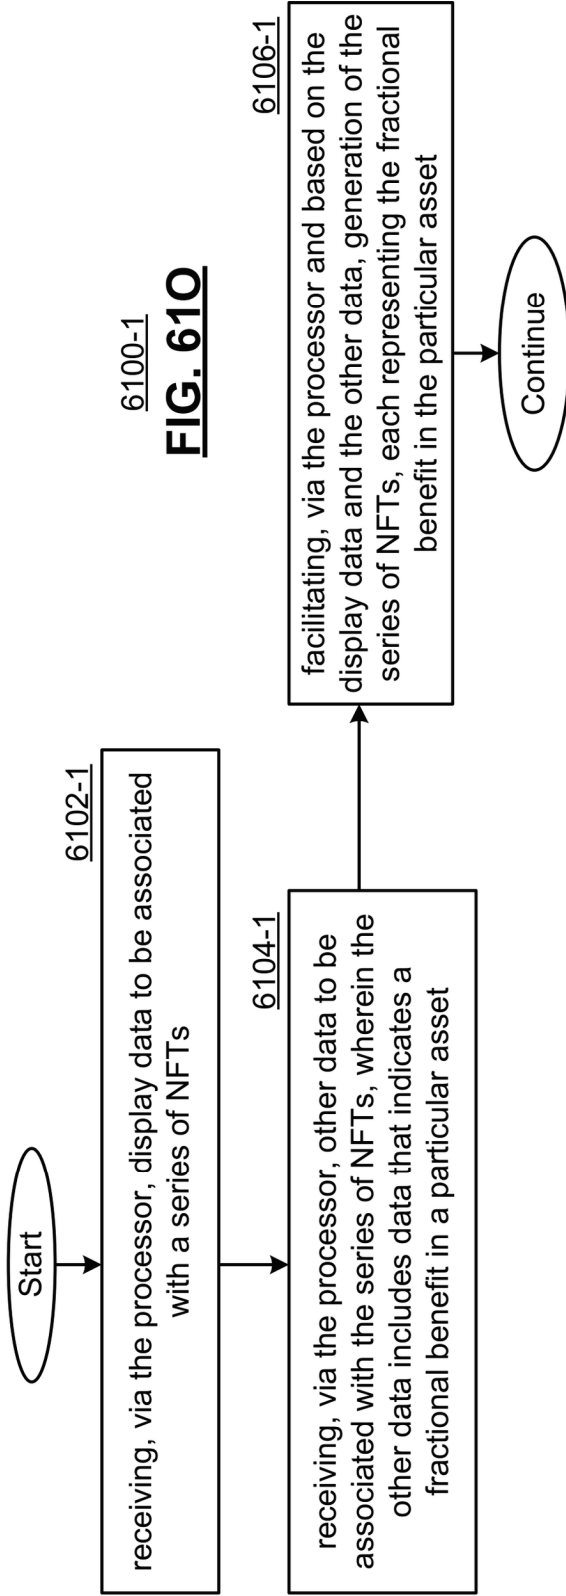 6100-1
FIG. 61O
Start
6102-1
receiving, via the processor, display data to be associated
with a series of NFTs
6104-1
receiving, via the processor, other data to be
associated with the series of NFTs, wherein the
other data includes data that indicates a
fractional benefit in a particular asset
6106-1
facilitating, via the processor and based on the
display data and the other data, generation of the
series of NFTs, each representing the fractional
benefit in the particular asset
Continue